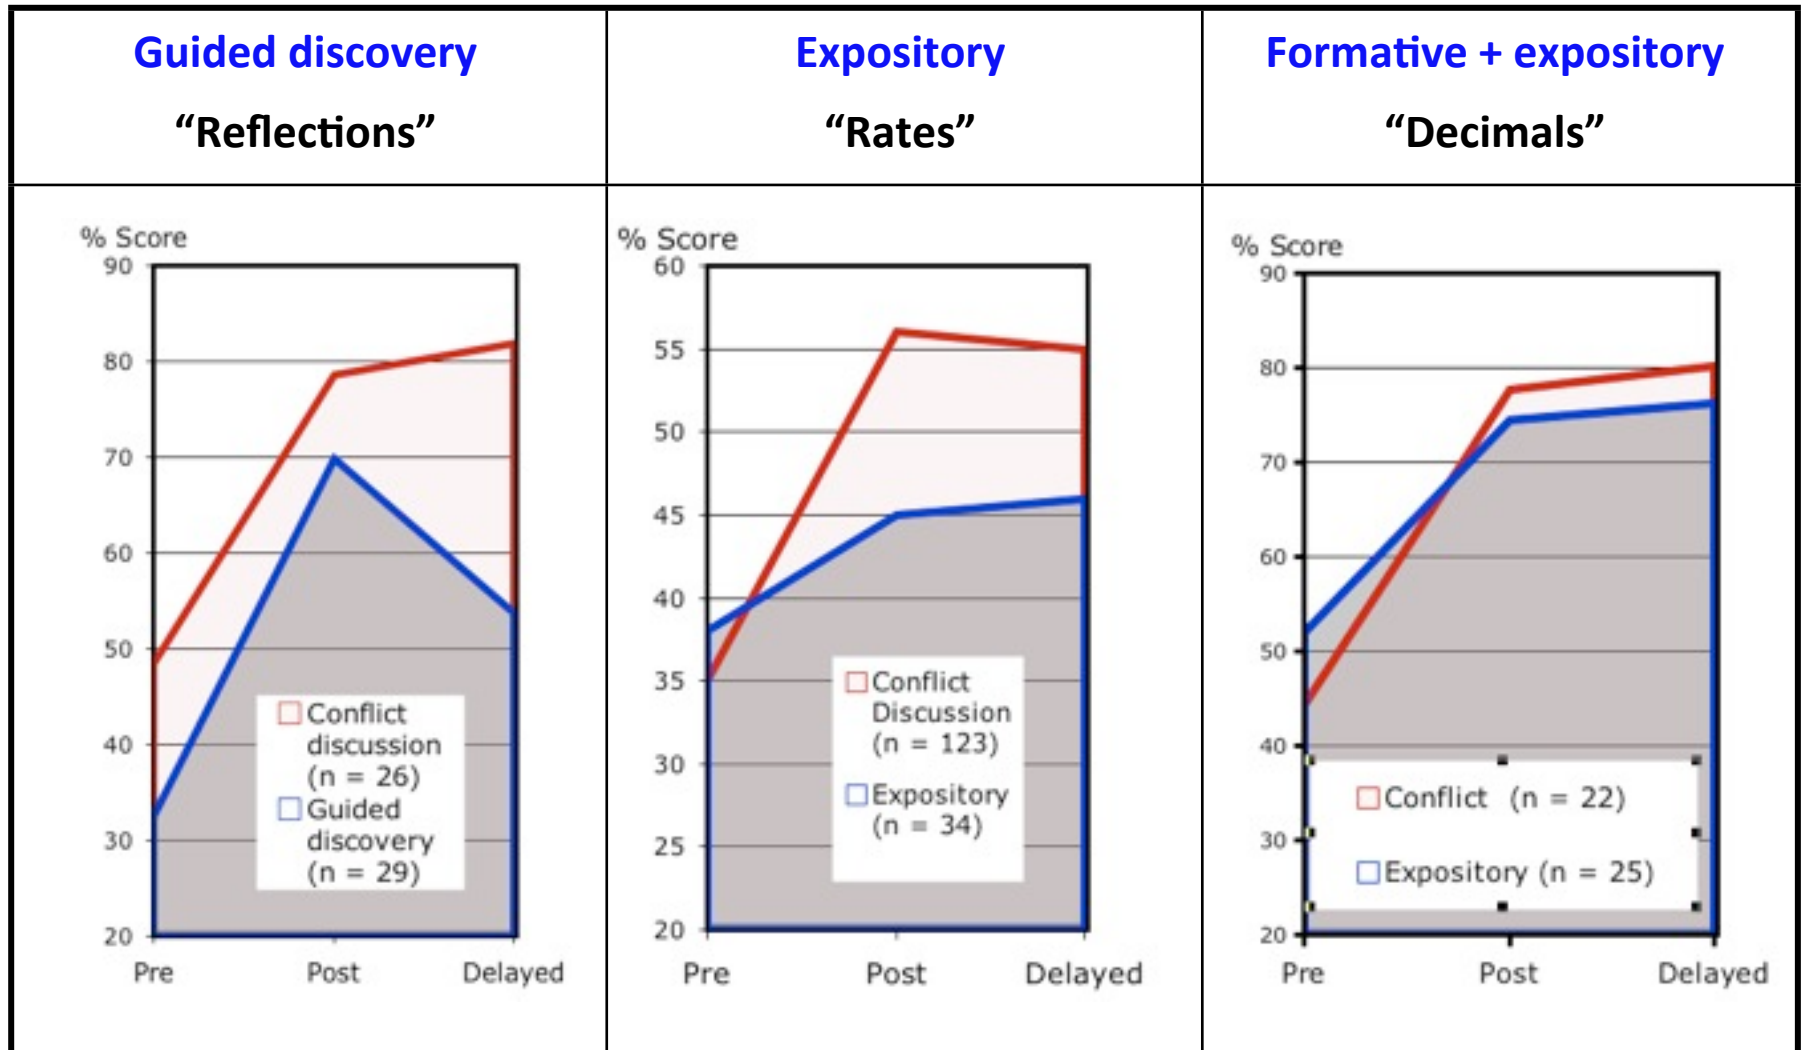 Guided discovery
“Reflections”
Expository
“Rates”
Formative + expository
“Decimals”
% Score
90
80
70
60
50
40
30
20
Conflict
discussion
(n = 26)
Guided
discovery
(n = 29)
Pre Post Delayed
% Score
60
55
50
45
40
35
30
25
20
Conflict
Discussion
(n = 123)
Expository
(n = 34)
Pre Post Delayed
% Score
90
80
70
60
50
40
30
20
Conflict (n = 22)
Expository (n = 25)
Pre Post Delayed